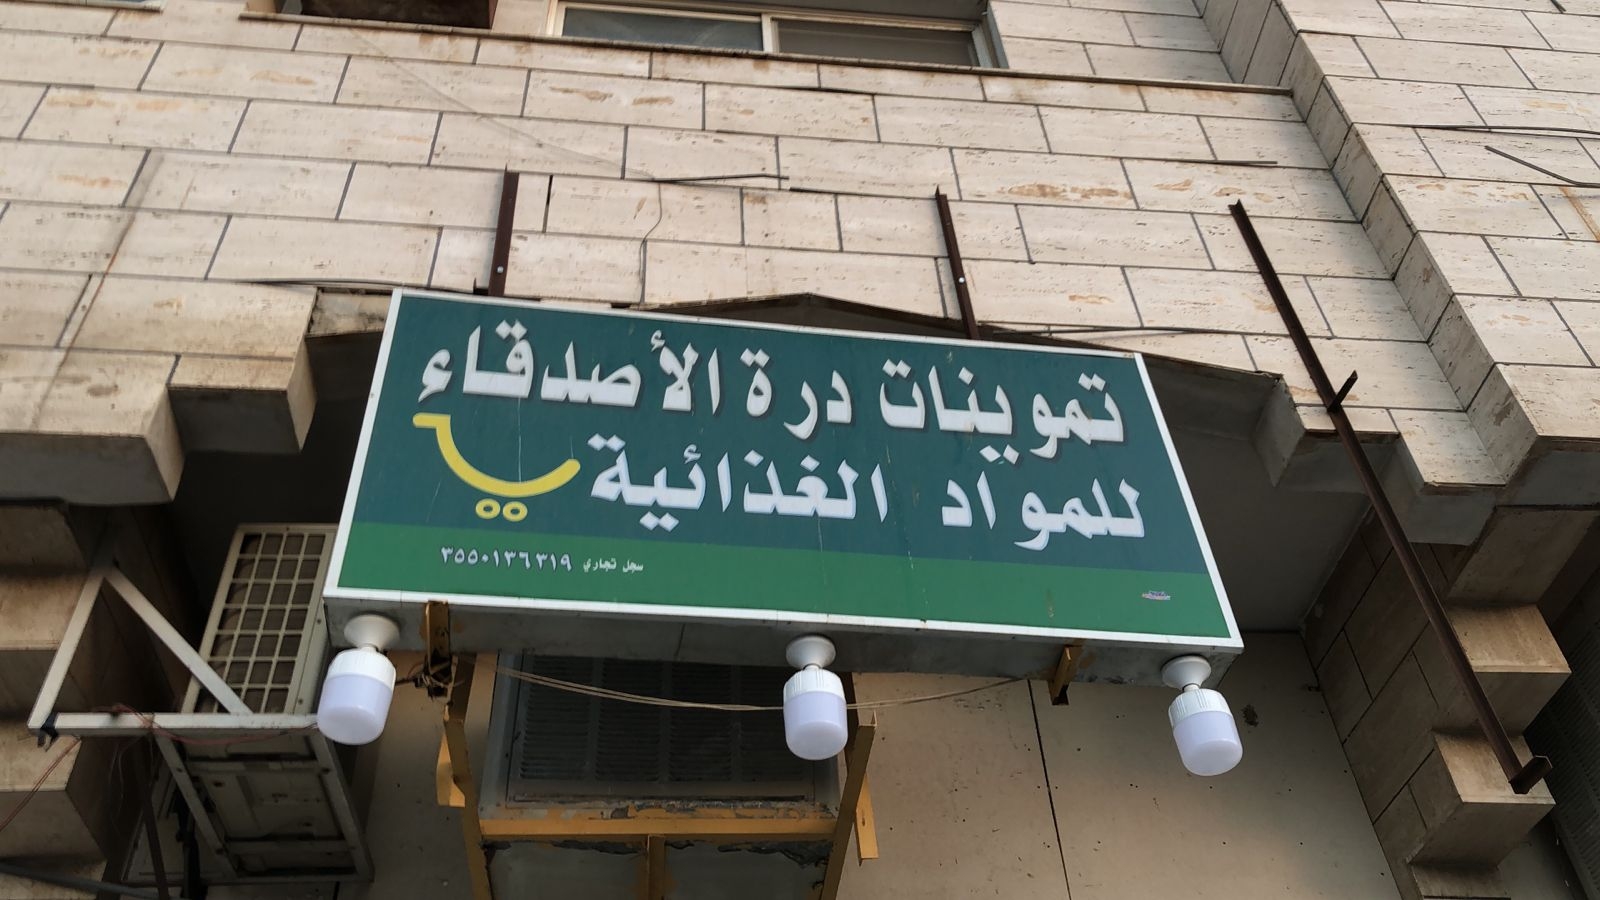 تموينات درة الأصدقاء
للمواد الغذائية
سجل تجاري ٣٥٥٠١٣٦٣١٩